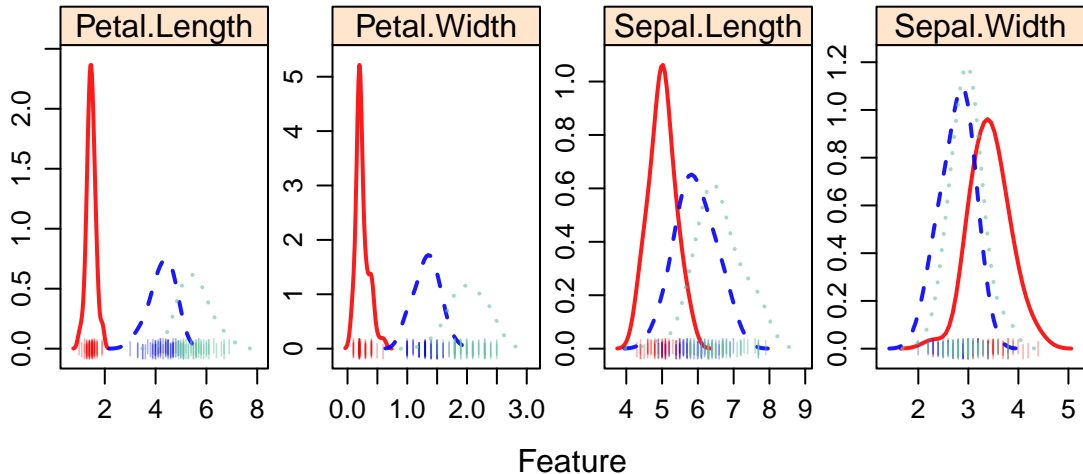 Petal.Length
Petal.Width
Sepal.Length
Sepal.Width
0.0 0.5 1.0 1.5 2.0
0 1 2 3 4 5
0.0 0.2 0.4 0.6 0.8 1.0
0.0 0.2 0.4 0.6 0.8 1.0 1.2
2 4 6 8
0.0 1.0 2.0 3.0
4 5 6 7 8 9
2 3 4 5
Feature